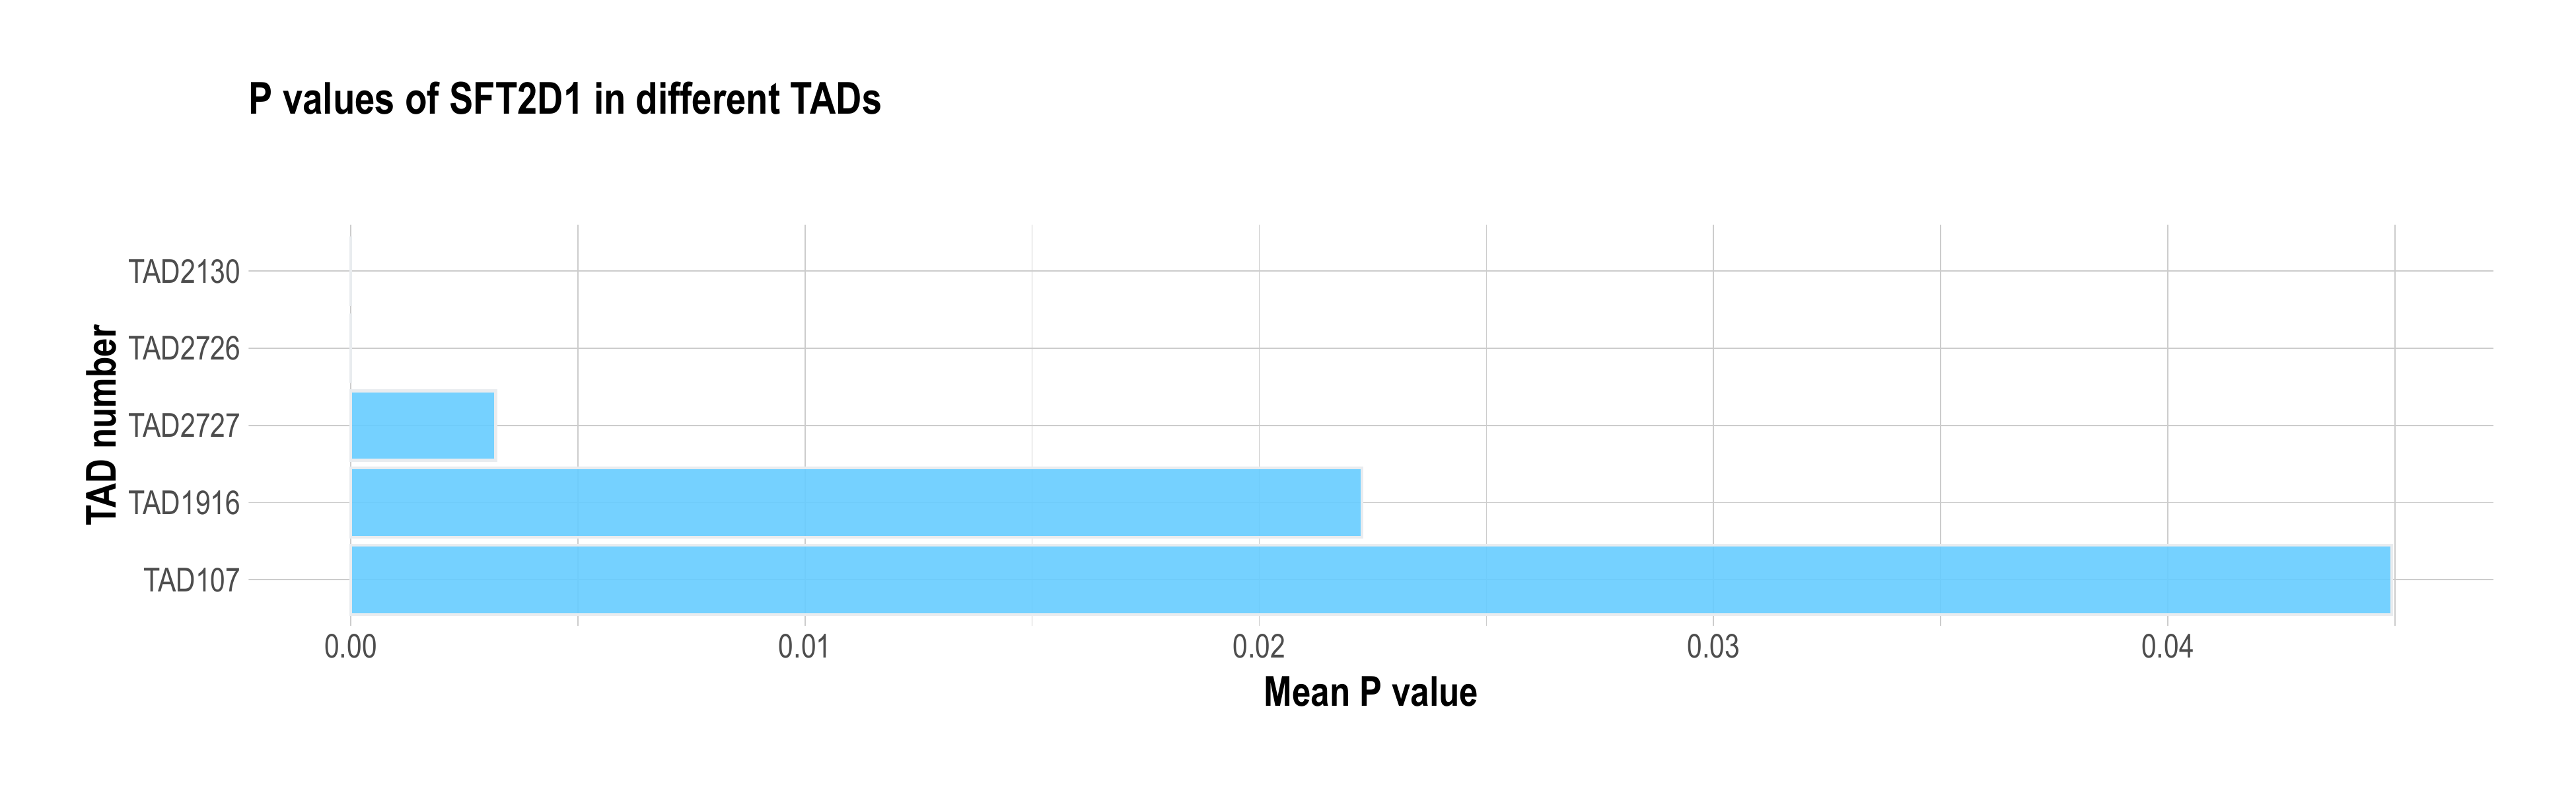 P values of SFT2D1 in different TADs
TAD number
TAD2130
TAD2726
TAD2727
TAD1916
TAD107
0.00 0.01 0.02 0.03 0.04
Mean P value